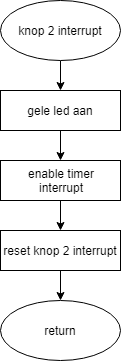 knop 2 interrupt
gele led aan
enable timer
interrupt
reset knop 2 interrupt
return